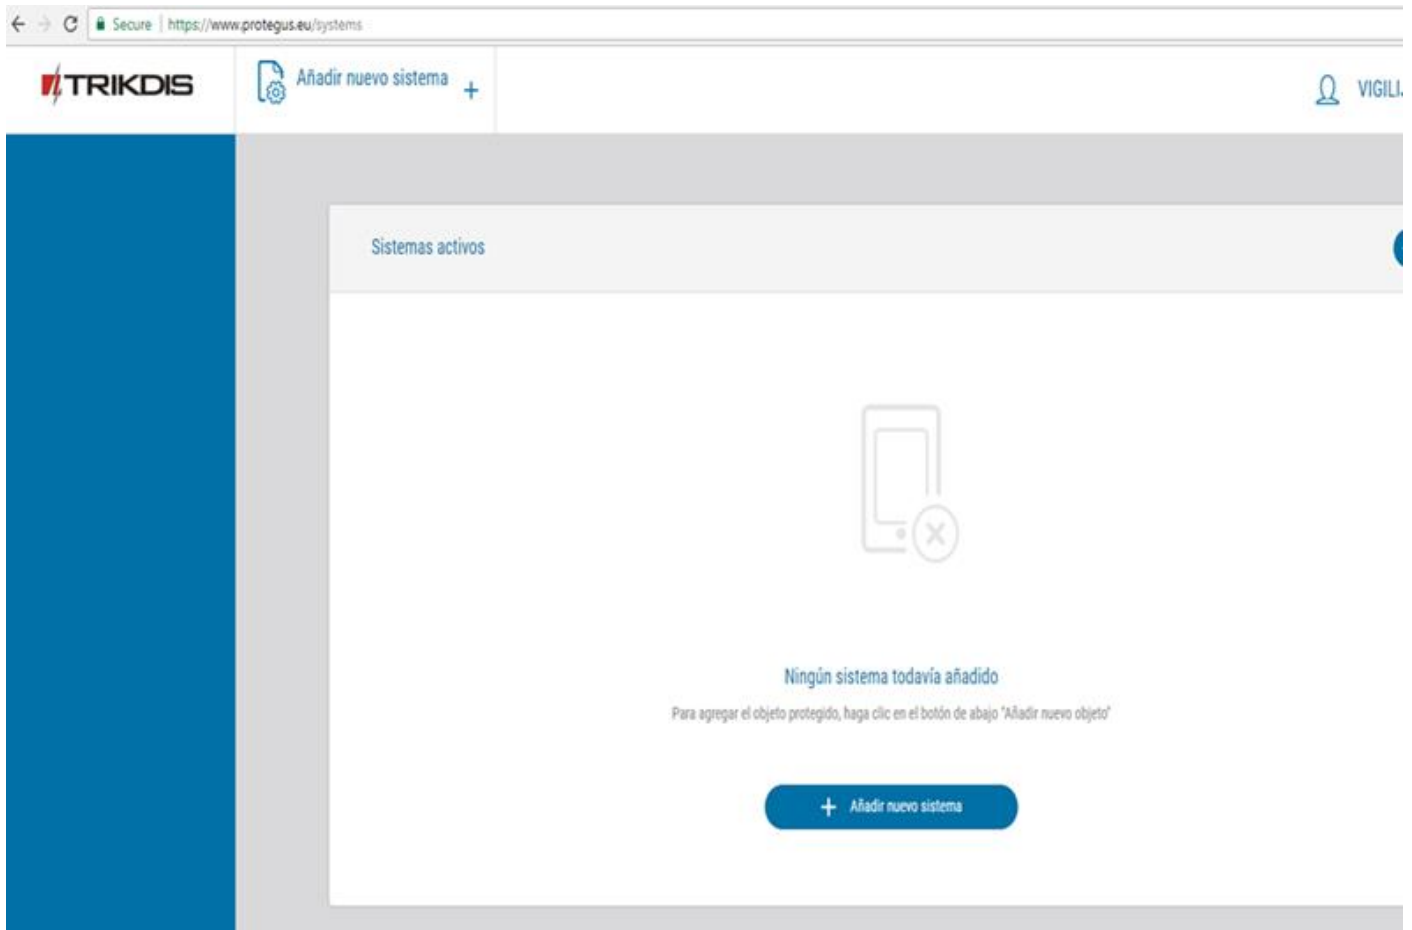 Secure | https://www.protegus.eu/systems
TRIKDIS
Añadir nuevo sistema +
VIGILI
Sistemas activos
Ningún sistema todavía añadido
Para agregar el objeto protegido, haga clic en el botón de abajo "Añadir nuevo objeto"
+ Añadir nuevo sistema